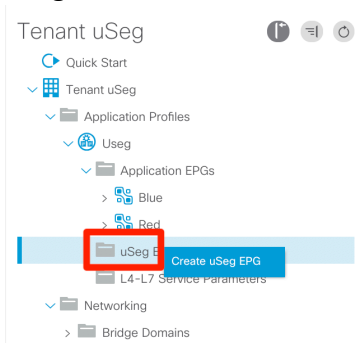 Tenant uSeg
Quick Start
Tenant uSeg
Application Profiles
Useg
Application EPGs
Blue
Red
uSeg E
Create uSeg EPG
L4-L7 Service Parameters
Networking
Bridge Domains